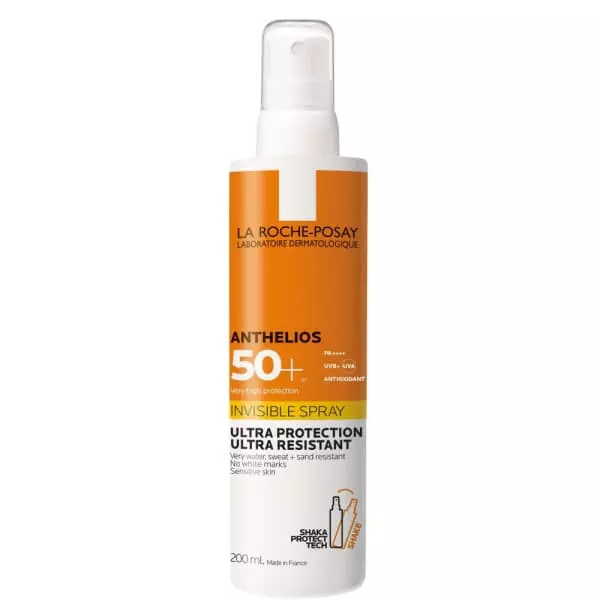 LA ROCHE-POSAY
LABORATOIRE DERMATOLOGIQUE
ANTHELIOS
50+
Very high protection
PA++++
UVB+ UVA
ANTIOXIDANT
INVISIBLE SPRAY
ULTRA PROTECTION
ULTRA RESISTANT
Very water, sweat + sand resistant
No white marks
Sensitive skin
SHAKA
PROTECT
TECH
SHAKE
200 mL Made in France